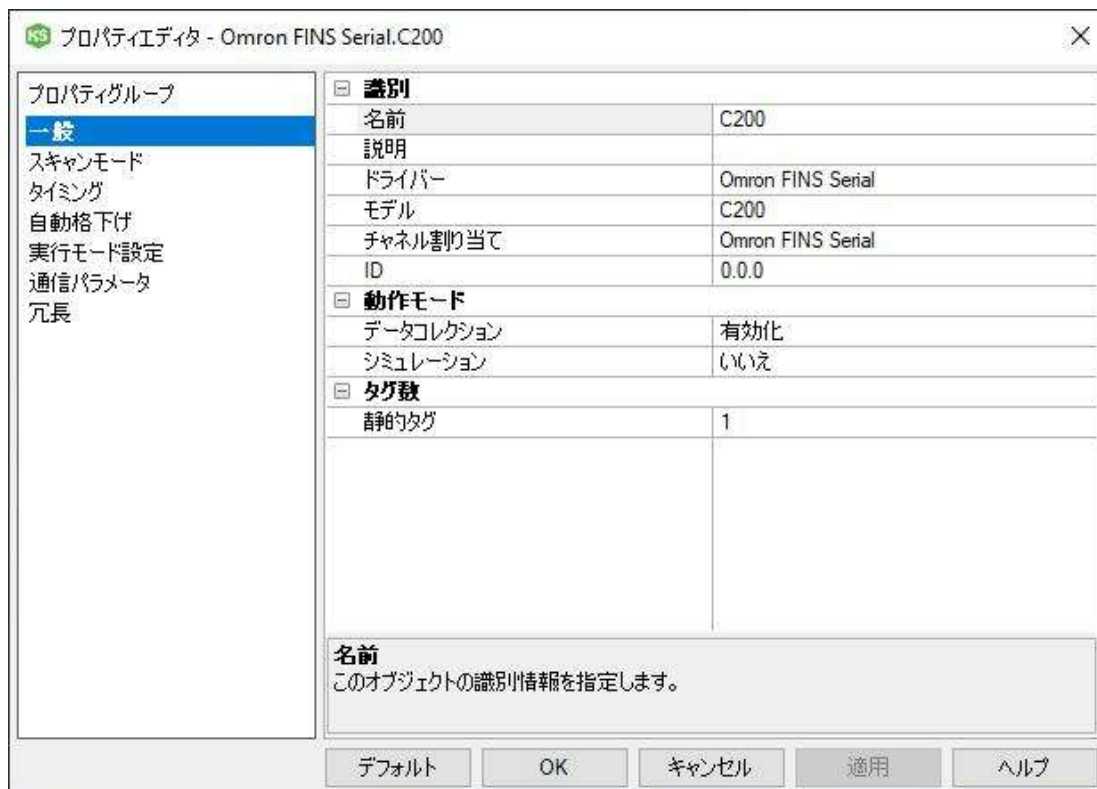 KS プロパティエディタ - Omron FINS Serial.C200
プロパティグループ
一般
スキャンモード
タイミング
自動格下げ
実行モード設定
通信パラメータ
冗長
識別
名前 C200
説明
ドライバー Omron FINS Serial
モデル C200
チャネル割り当て Omron FINS Serial
ID 0.0.0
動作モード
データコレクション 有効化
シミュレーション いいえ
タグ数
静的タグ 1
名前
このオブジェクトの識別情報を指定します。
デフォルト OK キャンセル 適用 ヘルプ